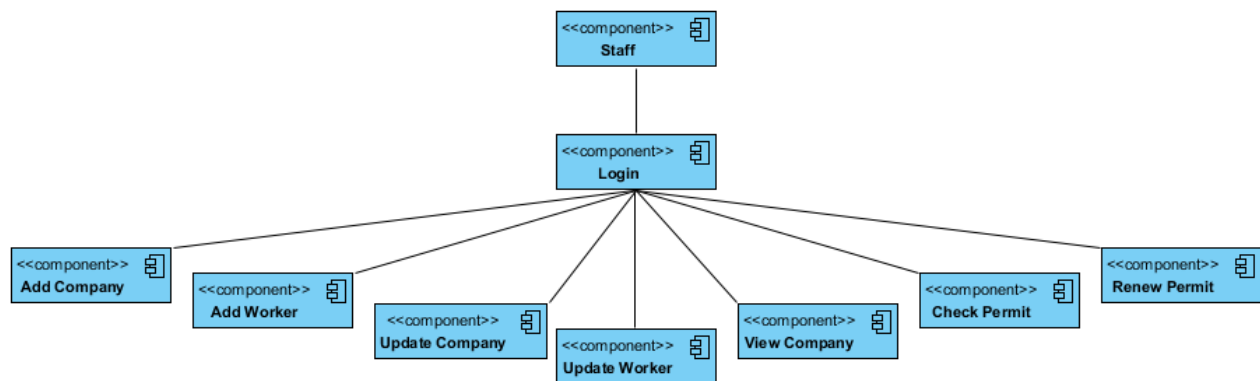 <<component>>
Staff
<<component>>
Login
<<component>>
Add Company
<<component>>
Add Worker
<<component>>
Update Company
<<component>>
Update Worker
<<component>>
View Company
<<component>>
Check Permit
<<component>>
Renew Permit